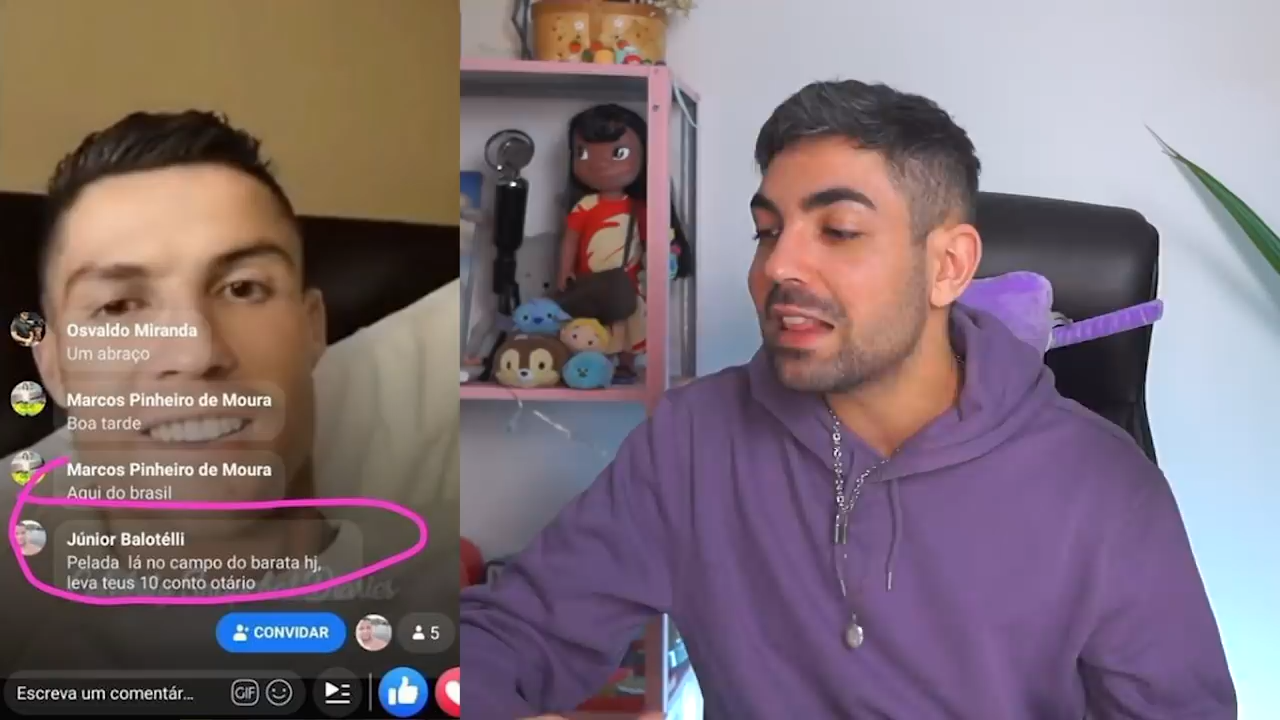 Osvaldo Miranda
Um abraço
Marcos Pinheiro de Moura
Boa tarde
Marcos Pinheiro de Moura
Aqui do brasil
Júnior Balotélli
Pelada lá no campo do barata hj,
leva teus 10 conto otário
CONVIDAR
5
Escreva um comentár...
GIF